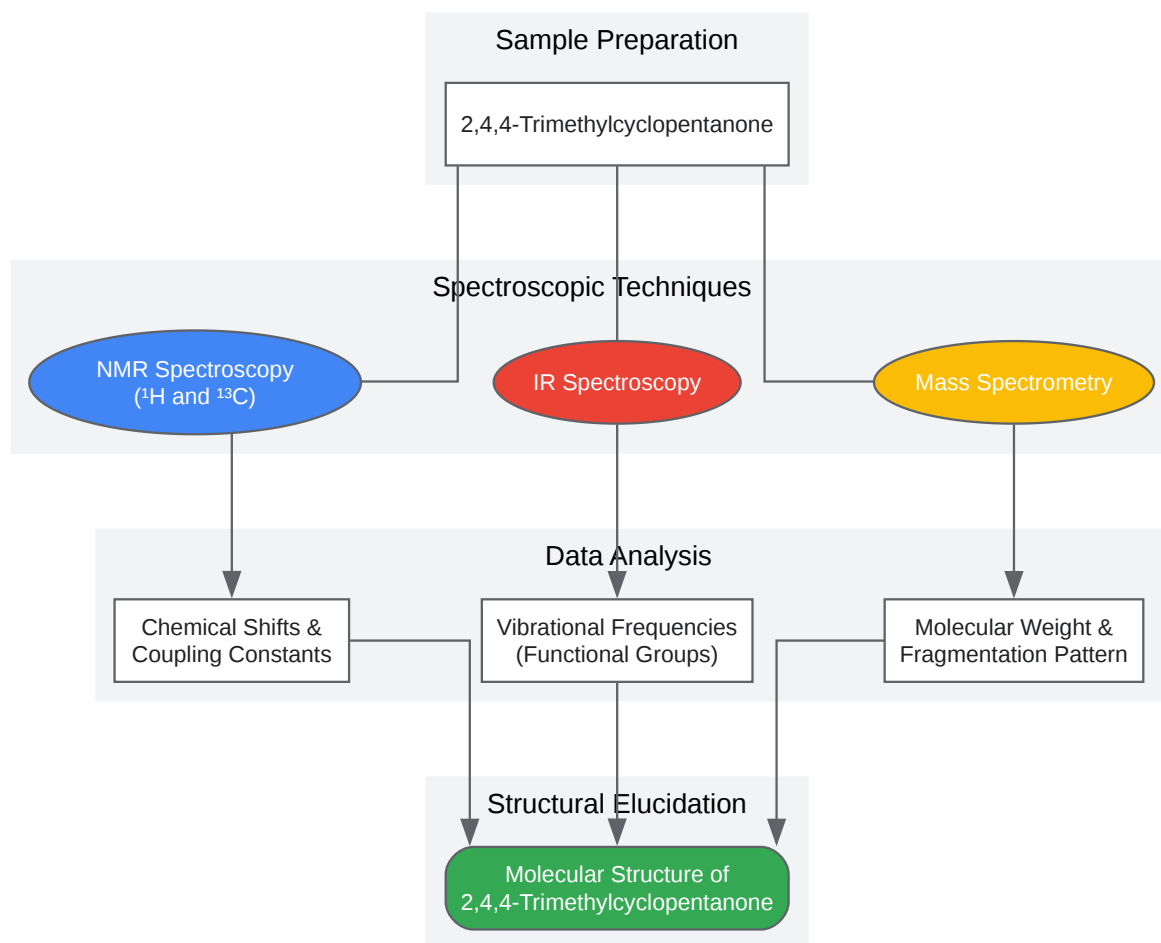 Sample Preparation
2,4,4-Trimethylcyclopentanone
Spectroscopic Techniques
NMR Spectroscopy
(¹H and ¹³C)
IR Spectroscopy
Mass Spectrometry
Data Analysis
Chemical Shifts &
Coupling Constants
Vibrational Frequencies
(Functional Groups)
Molecular Weight &
Fragmentation Pattern
Structural Elucidation
Molecular Structure of
2,4,4-Trimethylcyclopentanone